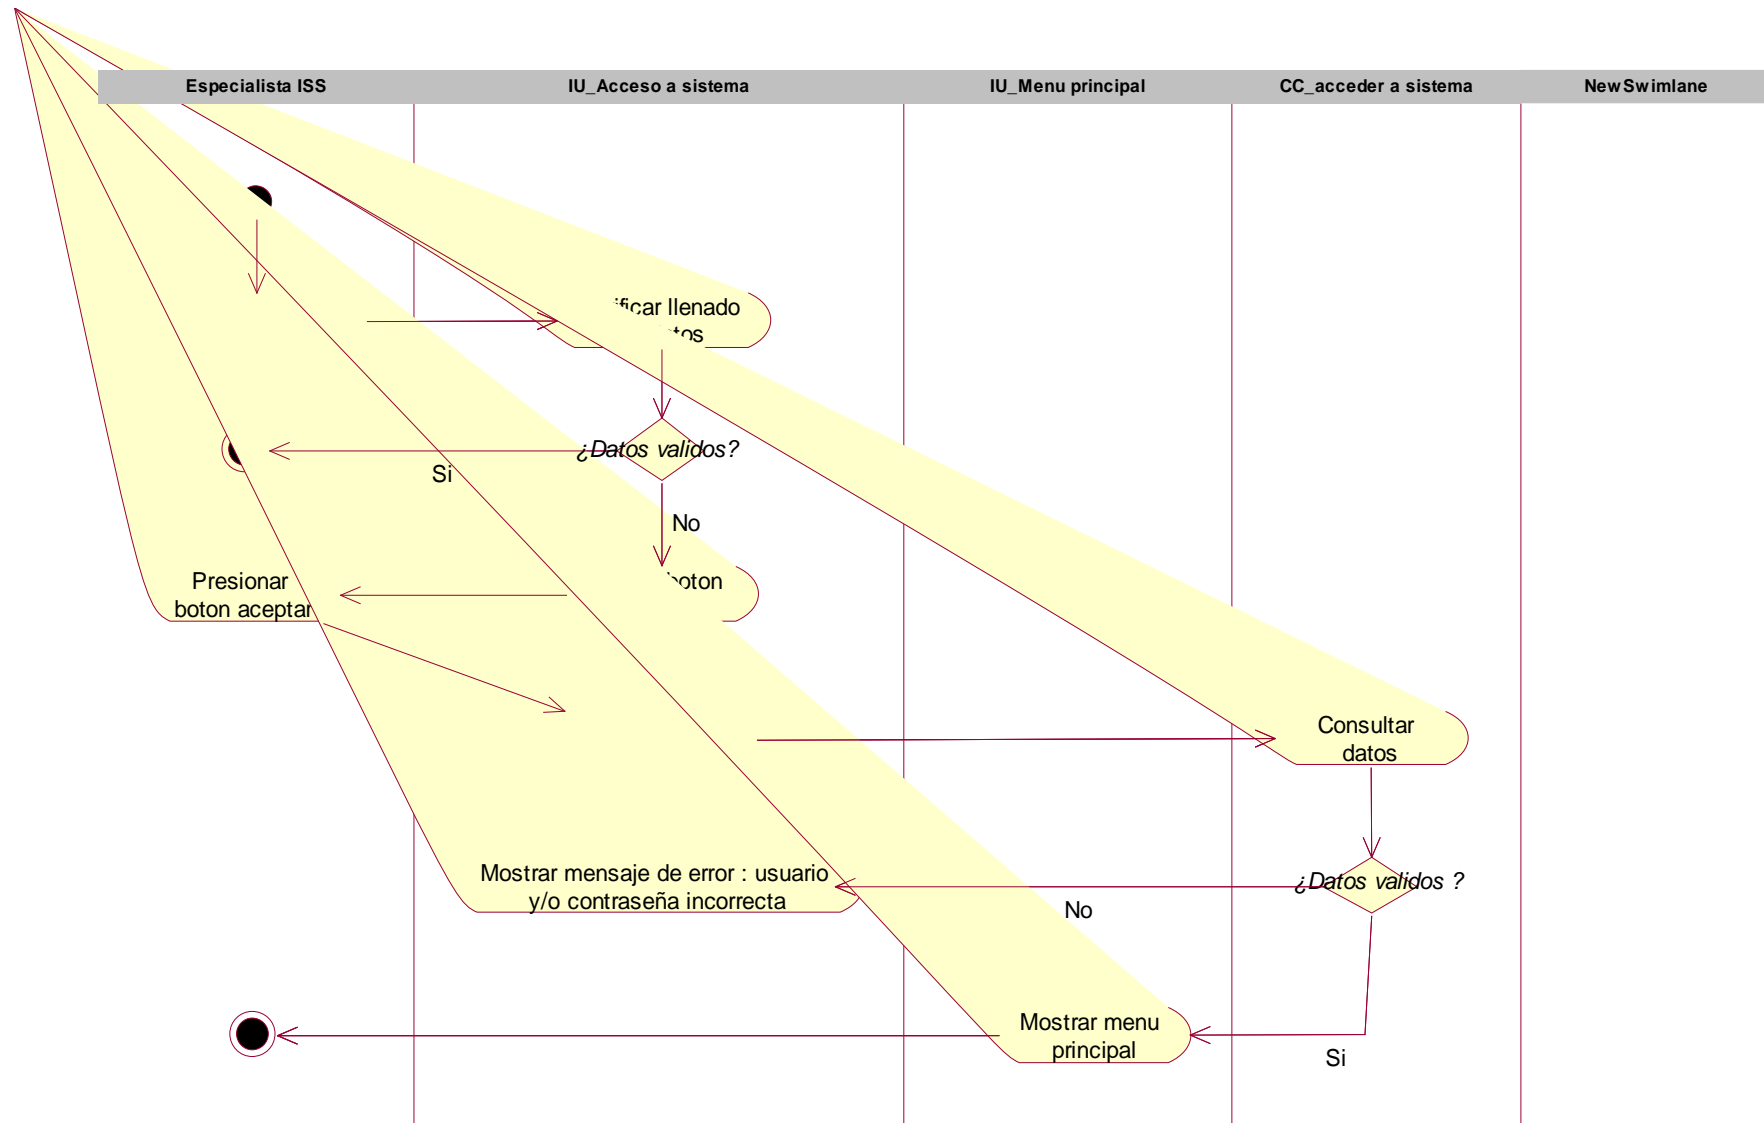 Especialista ISS
IU_Acceso a sistema
IU_Menu principal
CC_acceder a sistema
NewSwimlane
llenado
¿Datos validos?
Si
No
Presionar
boton aceptar
boton
Consultar
datos
¿Datos validos ?
Mostrar mensaje de error : usuario
y/o contraseña incorrecta
No
Mostrar menu
principal
Si